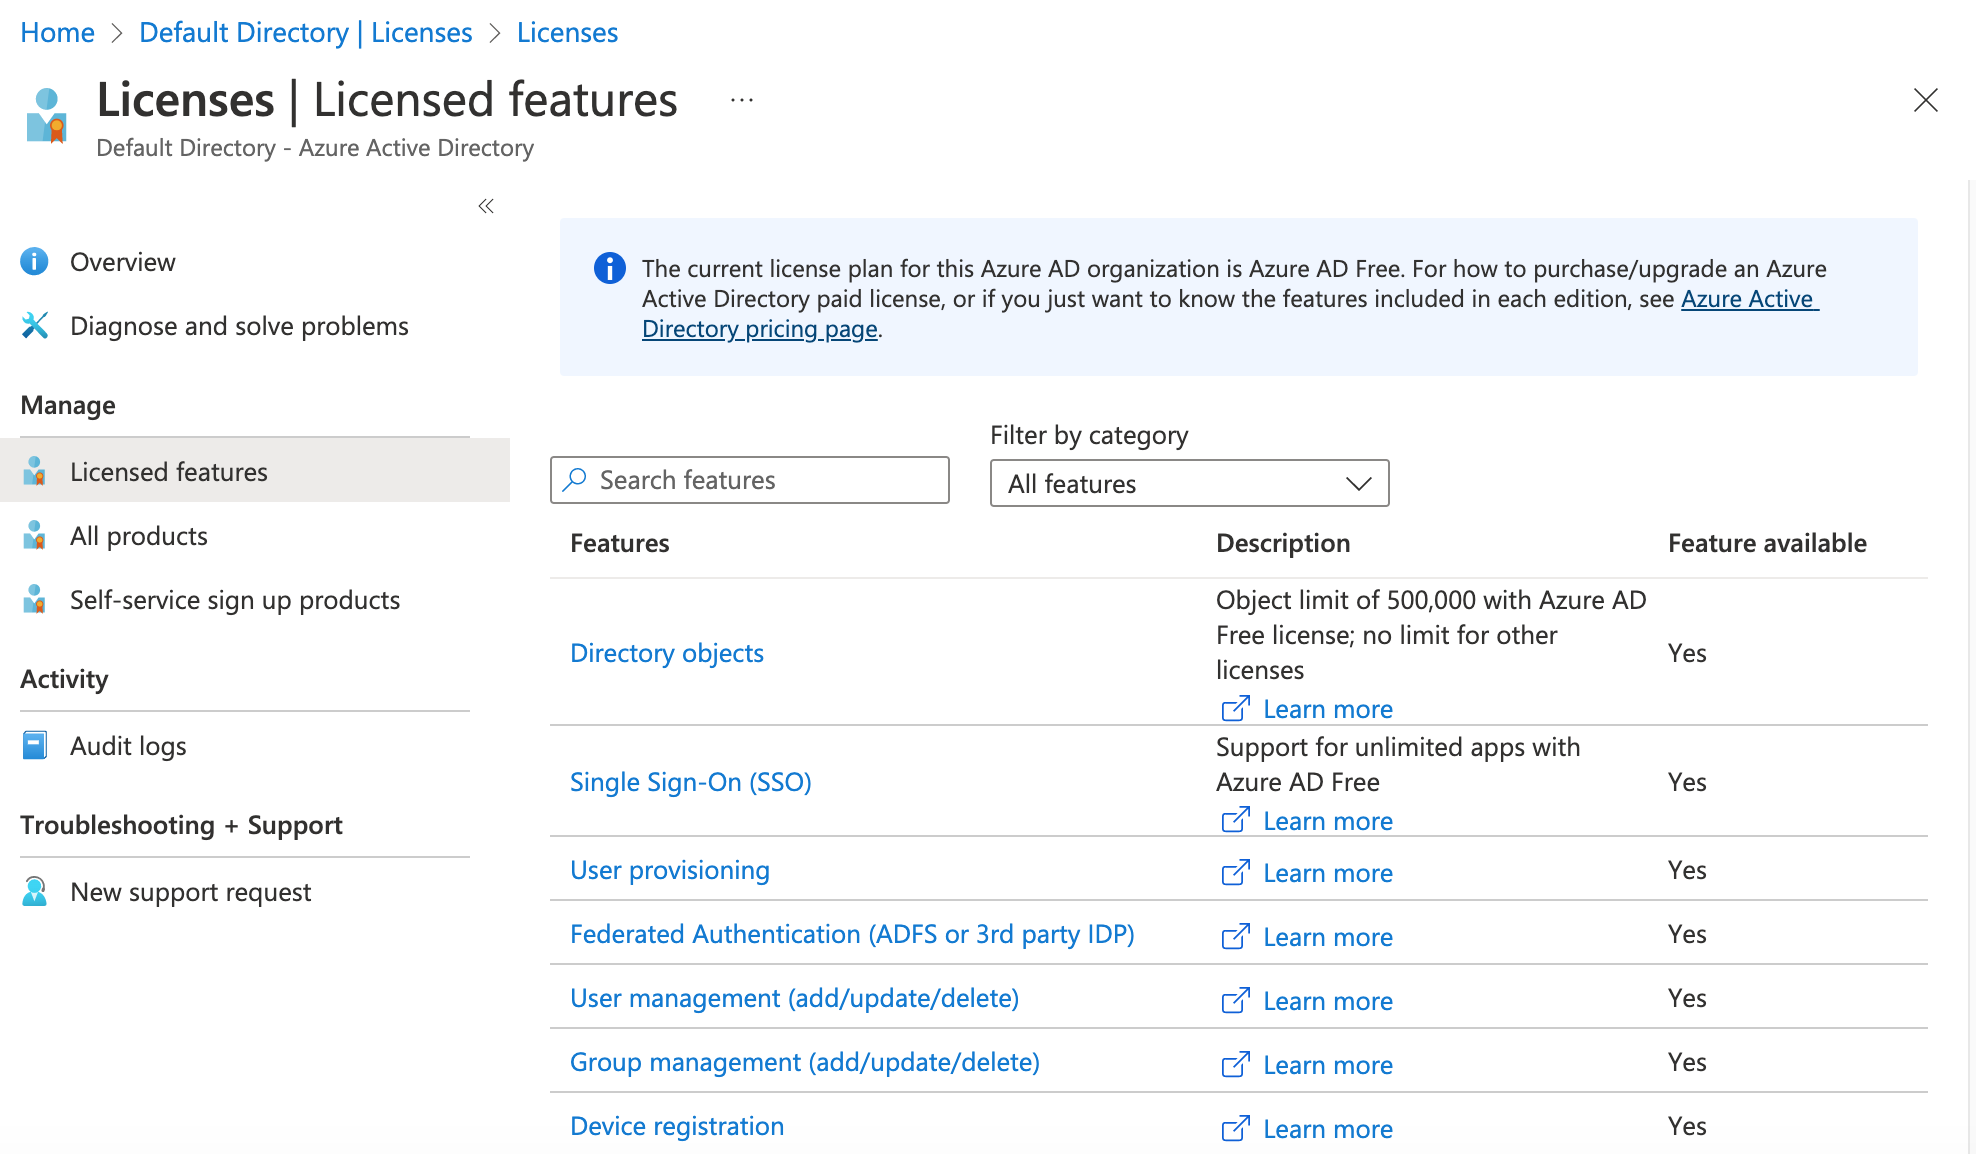 Home > Default Directory | Licenses > Licenses
Licenses | Licensed features ...
Default Directory - Azure Active Directory
«
Overview
Diagnose and solve problems
Manage
Licensed features
All products
Self-service sign up products
Activity
Audit logs
Troubleshooting + Support
New support request
The current license plan for this Azure AD organization is Azure AD Free. For how to purchase/upgrade an Azure
Active Directory paid license, or if you just want to know the features included in each edition, see Azure Active
Directory pricing page.
Filter by category
Search features
All features
Features Description Feature available
Directory objects
Object limit of 500,000 with Azure AD
Free license; no limit for other
licenses
Learn more
Yes
Single Sign-On (SSO)
Support for unlimited apps with
Azure AD Free
Learn more
Yes
User provisioning Learn more Yes
Federated Authentication (ADFS or 3rd party IDP) Learn more Yes
User management (add/update/delete) Learn more Yes
Group management (add/update/delete) Learn more Yes
Device registration Learn more Yes